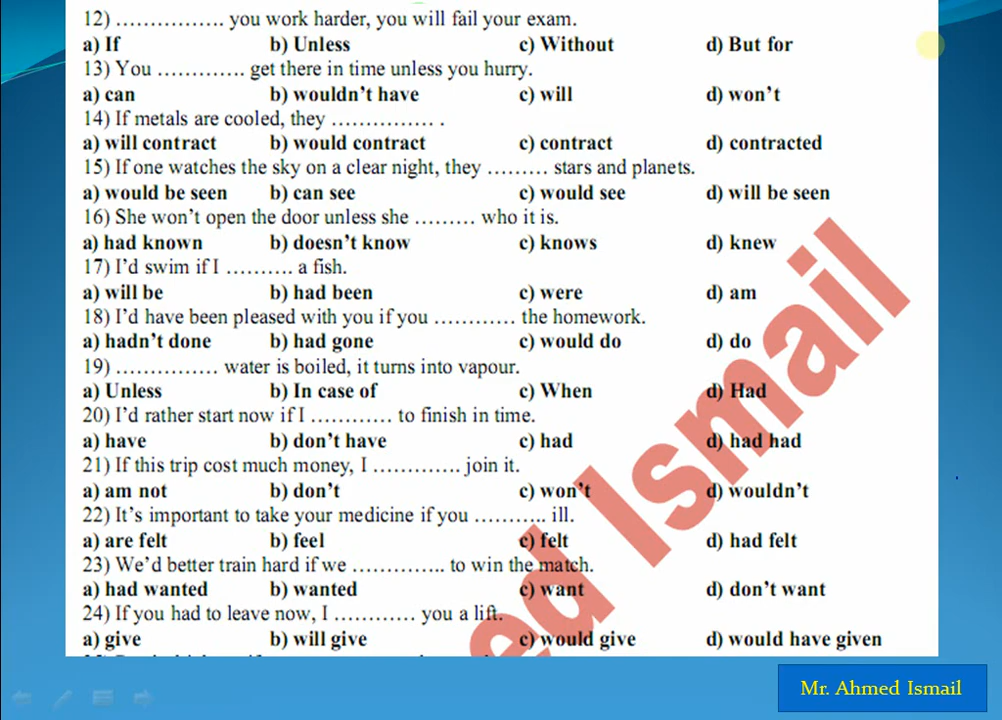 12) ................ you work harder, you will fail your exam.
a) If b) Unless c) Without d) But for
13) You ............. get there in time unless you hurry.
a) can b) wouldn't have c) will d) won't
14) If metals are cooled, they ............... .
a) will contract b) would contract c) contract d) contracted
15) If one watches the sky on a clear night, they ......... stars and planets.
a) would be seen b) can see c) would see d) will be seen
16) She won't open the door unless she ......... who it is.
a) had known b) doesn't know c) knows d) knew
17) I'd swim if I .......... a fish.
a) will be b) had been c) were d) am
18) I'd have been pleased with you if you ............ the homework.
a) hadn't done b) had gone c) would do d) do
19) ............... water is boiled, it turns into vapour.
a) Unless b) In case of c) When d) Had
20) I'd rather start now if I ............ to finish in time.
a) have b) don't have c) had d) had had
21) If this trip cost much money, I ............. join it.
a) am not b) don't c) won't d) wouldn't
22) It's important to take your medicine if you ........... ill.
a) are felt b) feel c) felt d) had felt
23) We'd better train hard if we .............. to win the match.
a) had wanted b) wanted c) want d) don't want
24) If you had to leave now, I ............ you a lift.
a) give b) will give c) would give d) would have given
ed Ismail
Mr. Ahmed Ismail